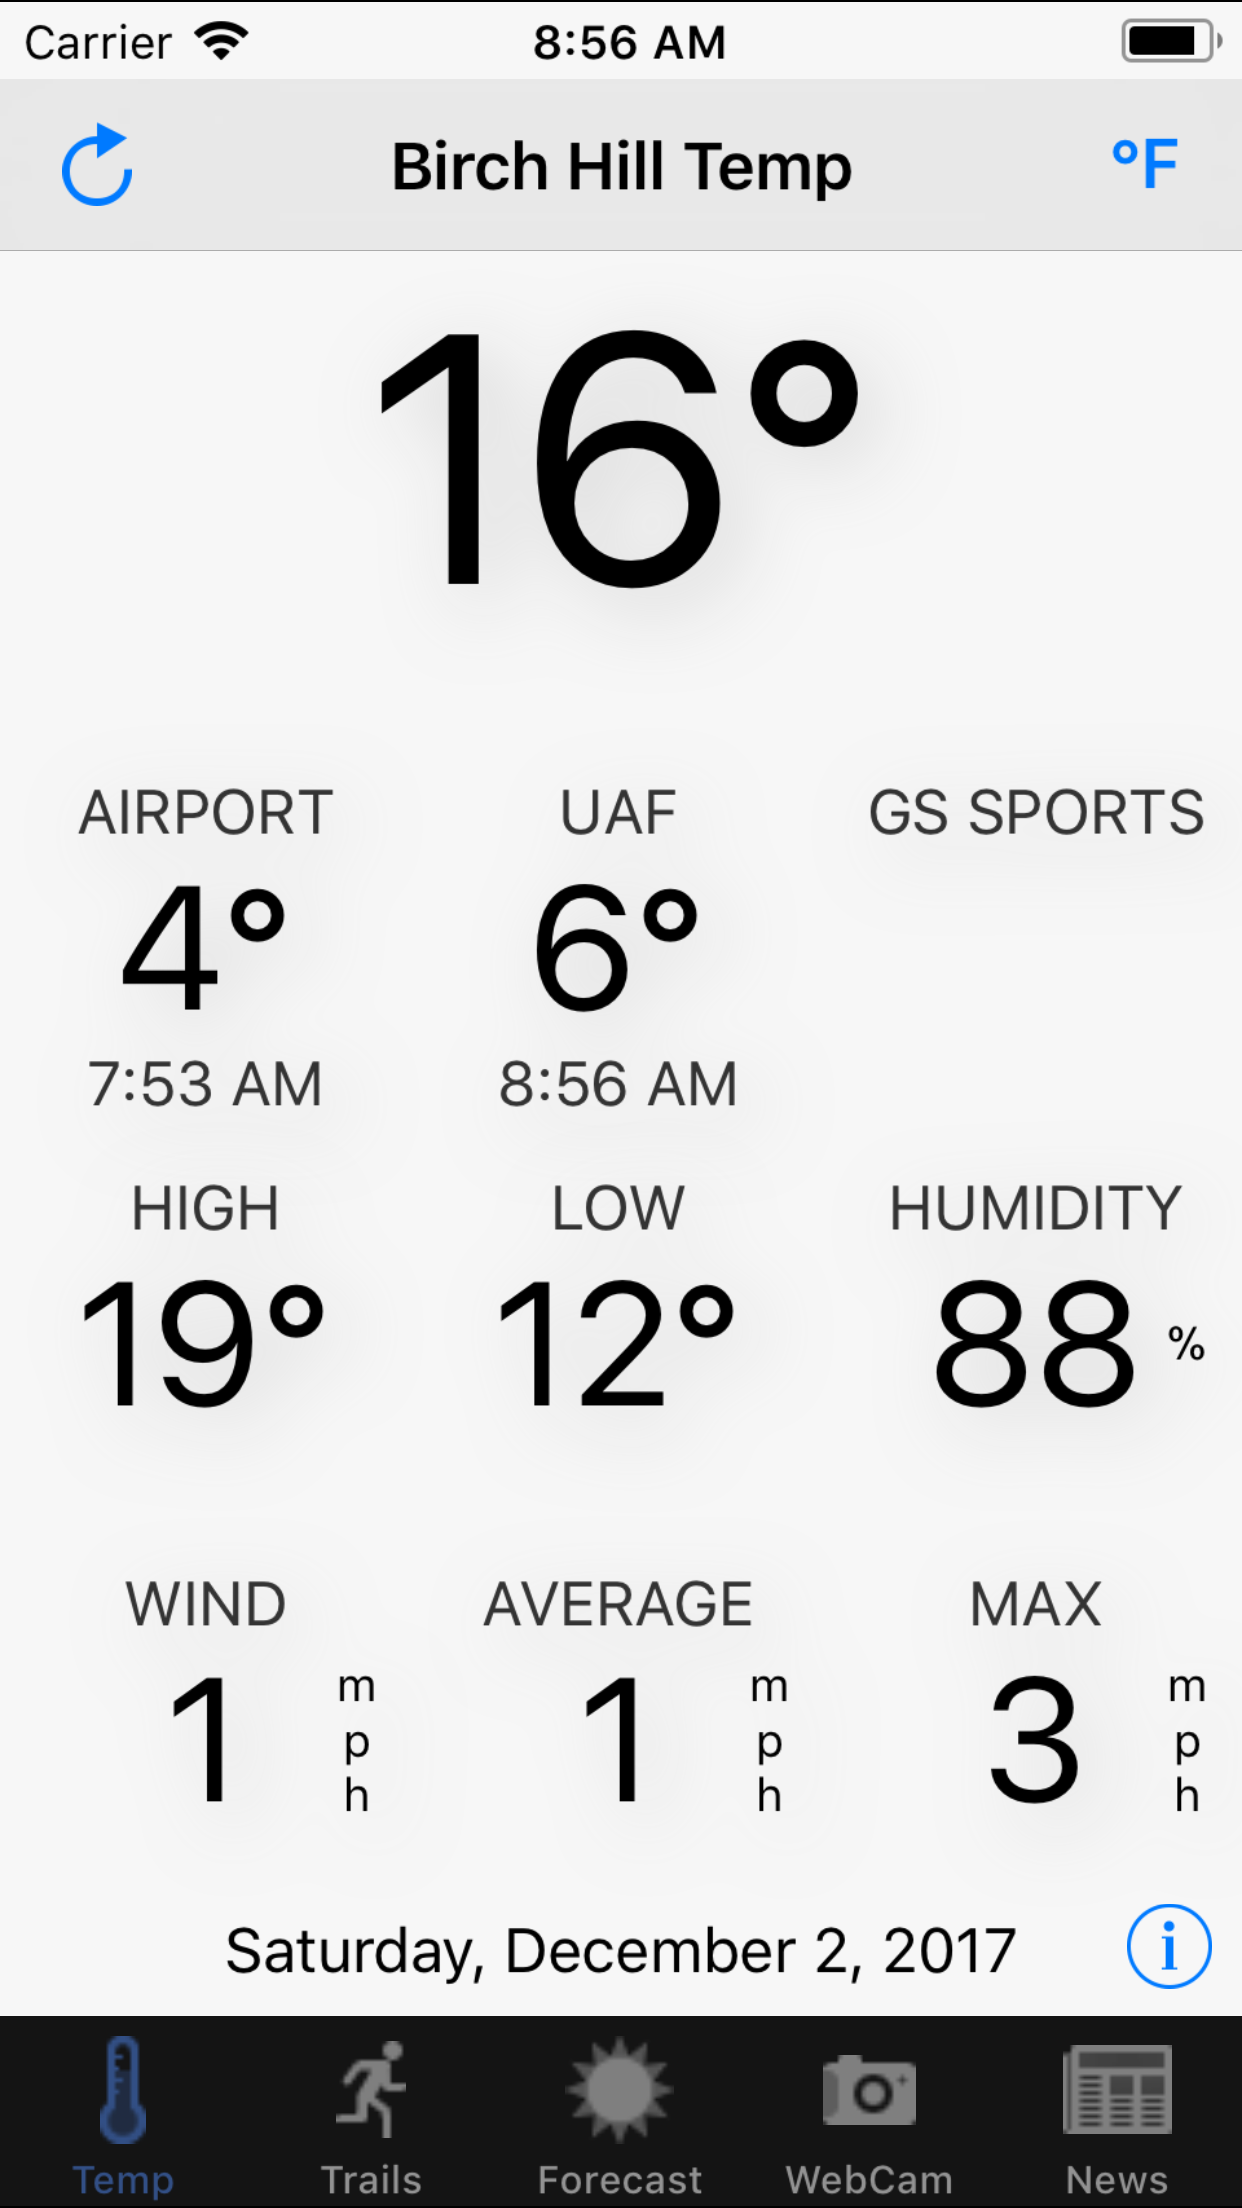 Carrier 8:56 AM
Birch Hill Temp °F
16°
AIRPORT UAF GS SPORTS
4° 6°
7:53 AM 8:56 AM
HIGH LOW HUMIDITY
19° 12° 88 %
WIND AVERAGE MAX
1 mph 1 mph 3 mph
Saturday, December 2, 2017 i
Temp Trails Forecast WebCam News